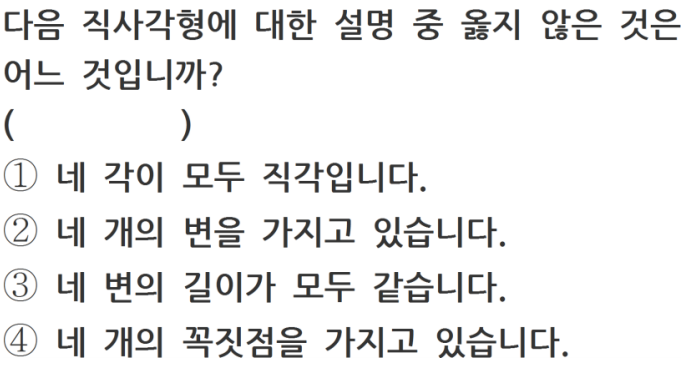 다음 직사각형에 대한 설명 중 옳지 않은 것은
어느 것입니까?
(          )
① 네 각이 모두 직각입니다.
② 네 개의 변을 가지고 있습니다.
③ 네 변의 길이가 모두 같습니다.
④ 네 개의 꼭짓점을 가지고 있습니다.